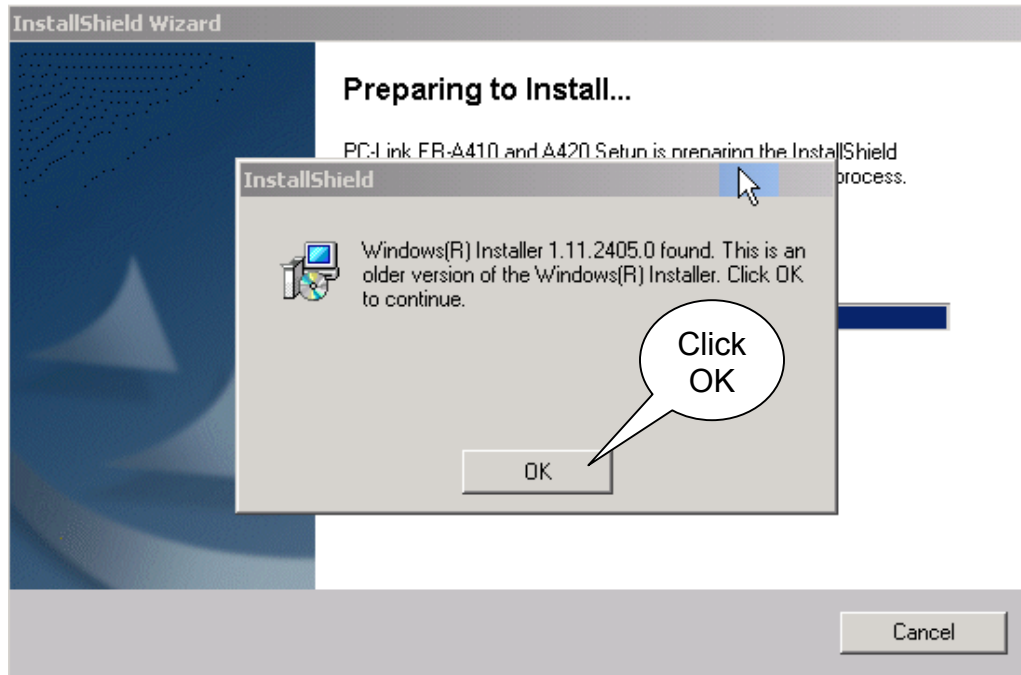 InstallShield Wizard
Preparing to Install...
PC-Link ER-A410 and A420 Setup is preparing the InstallShield
process.
InstallShield
Windows(R) Installer 1.11.2405.0 found. This is an
older version of the Windows(R) Installer. Click OK
to continue.
Click
OK
OK
Cancel